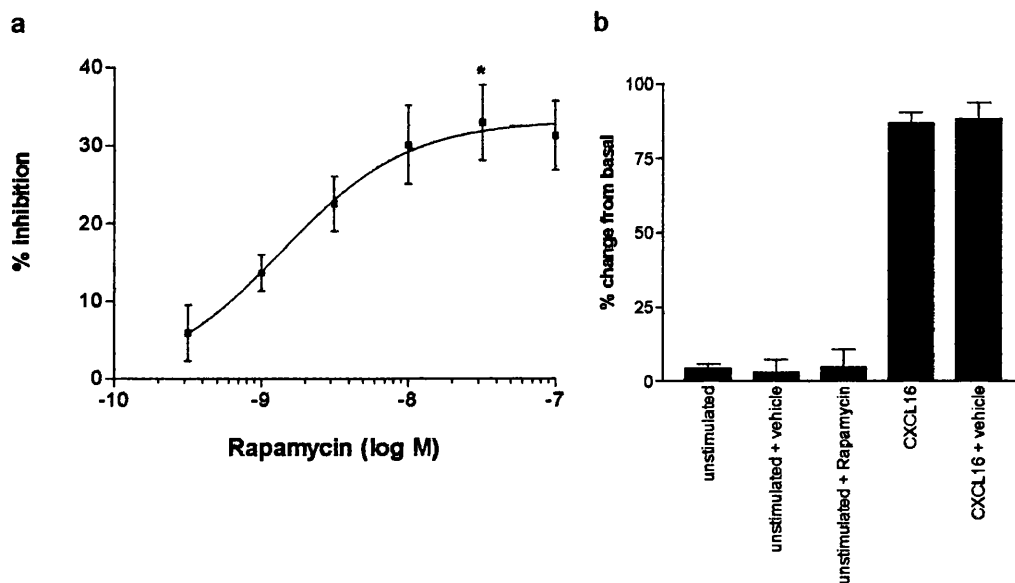 a
% Inhibition
40
30
20
10
0
*
-10
-9
-8
-7
Rapamycin (log M)
b
% change from basal
100
75
50
25
0
unstimulated
unstimulated + vehicle
unstimulated + Rapamycin
CXCL16
CXCL16 + vehicle